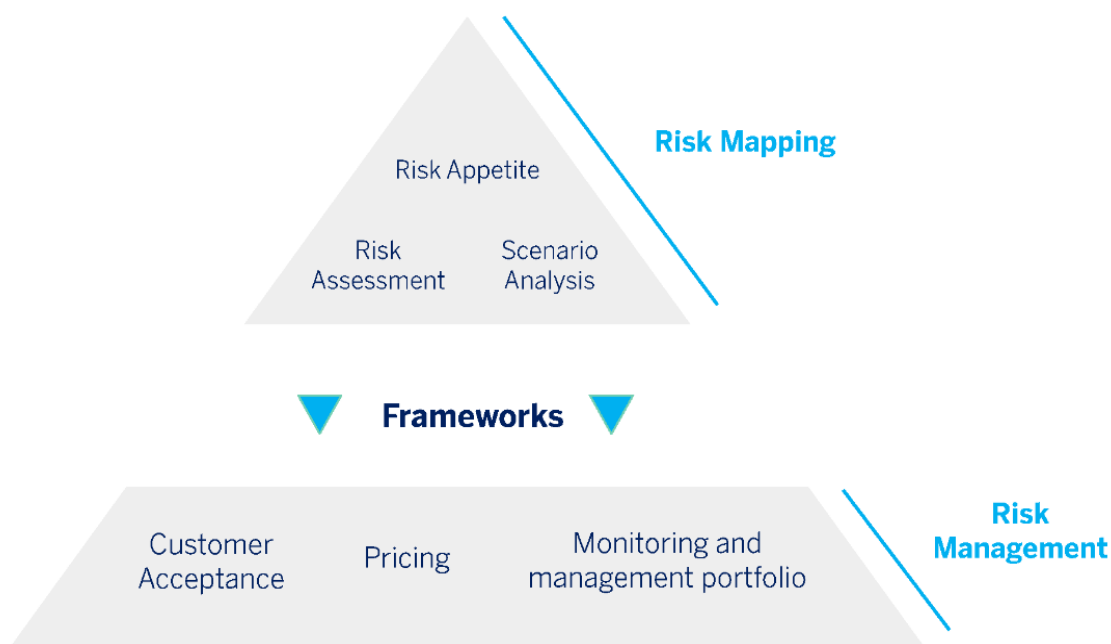 Risk Mapping
Risk Appetite
Risk
Assessment
Scenario
Analysis
Frameworks
Customer
Acceptance
Pricing
Monitoring and
management portfolio
Risk
Management